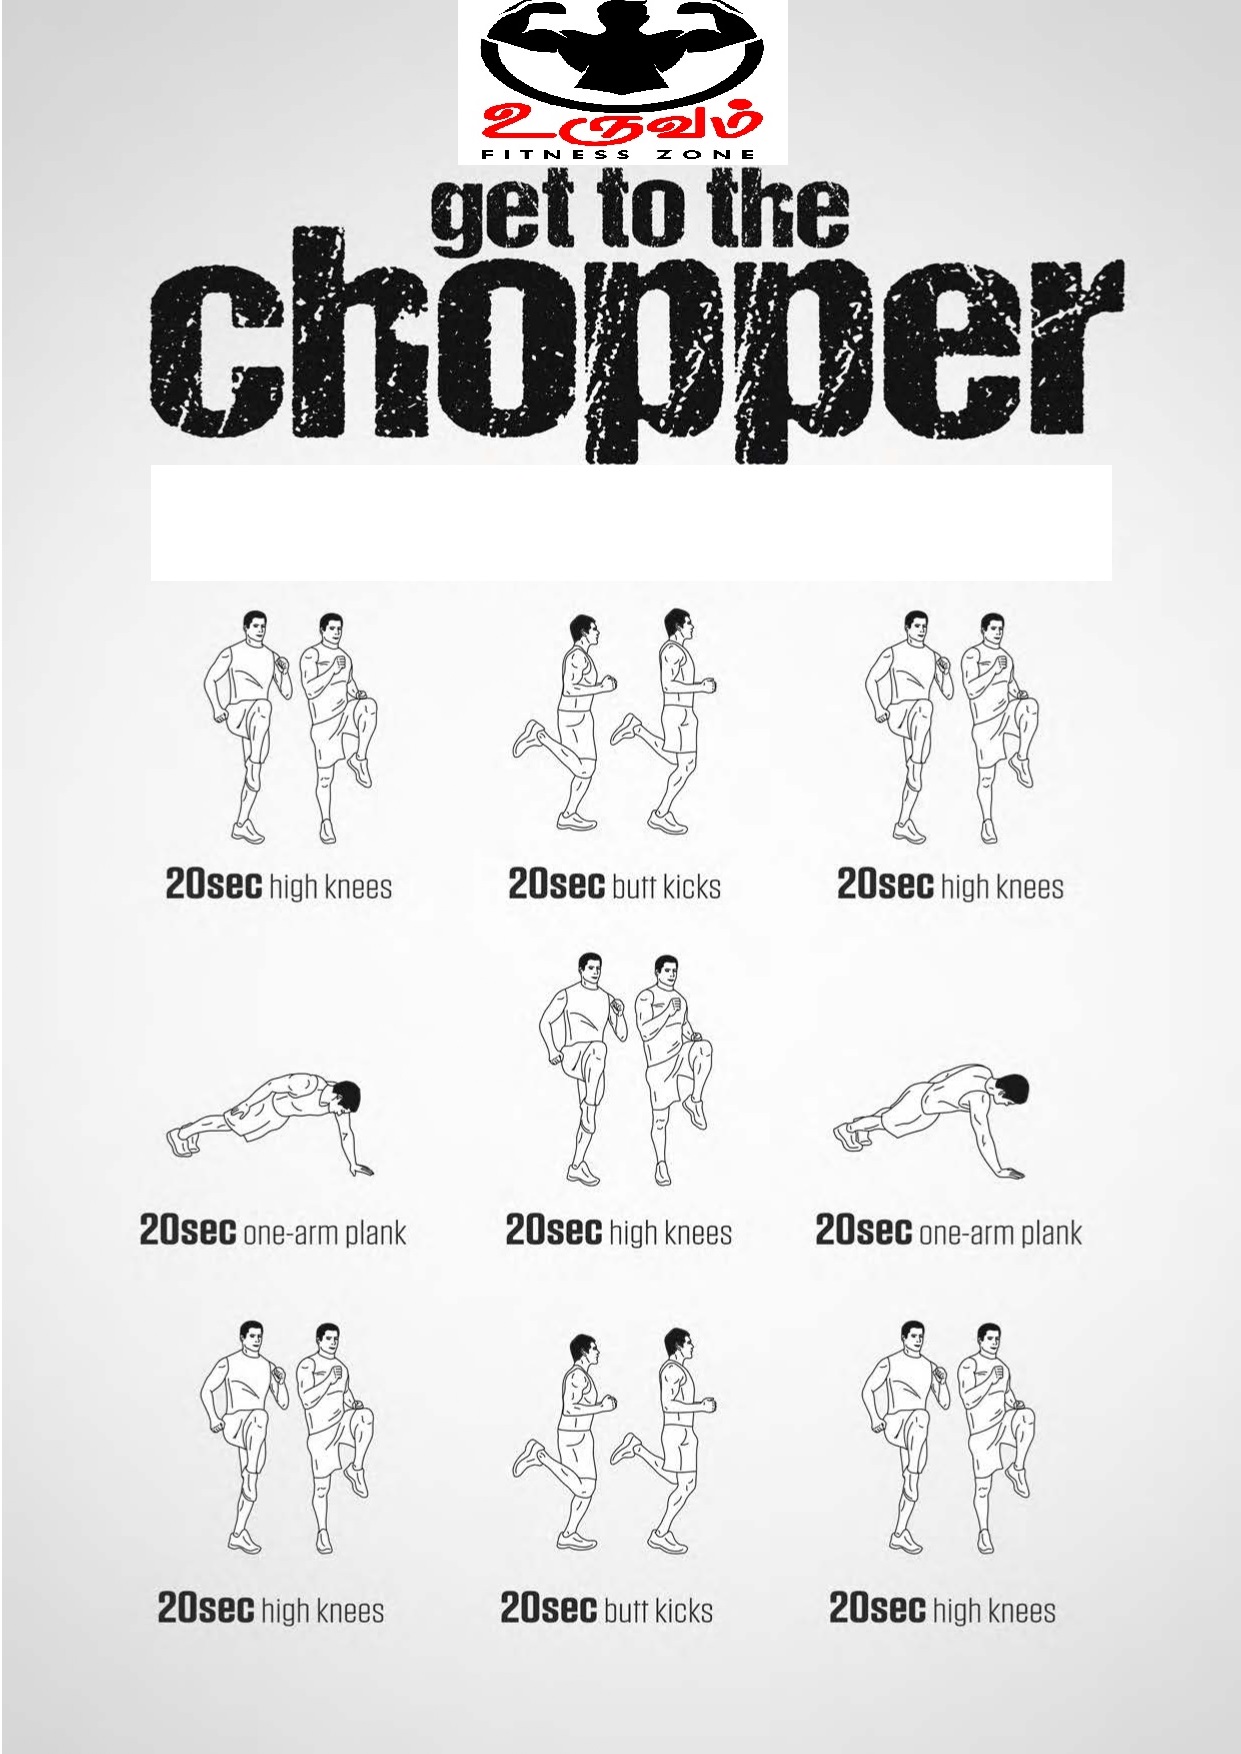 உருவம்
FITNESS ZONE
get to the
chopper
20sec high knees
20sec butt kicks
20sec high knees
20sec one-arm plank
20sec high knees
20sec one-arm plank
20sec high knees
20sec butt kicks
20sec high knees